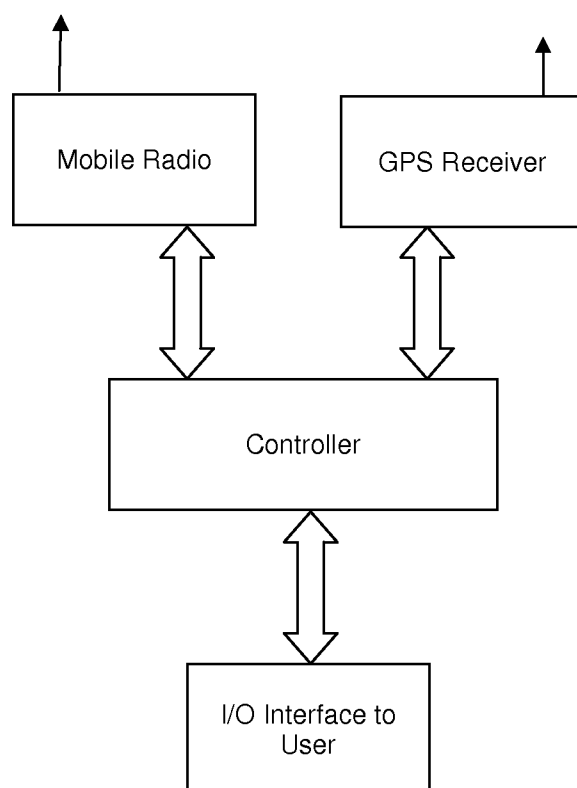 Mobile Radio
GPS Receiver
Controller
I/O Interface to
User